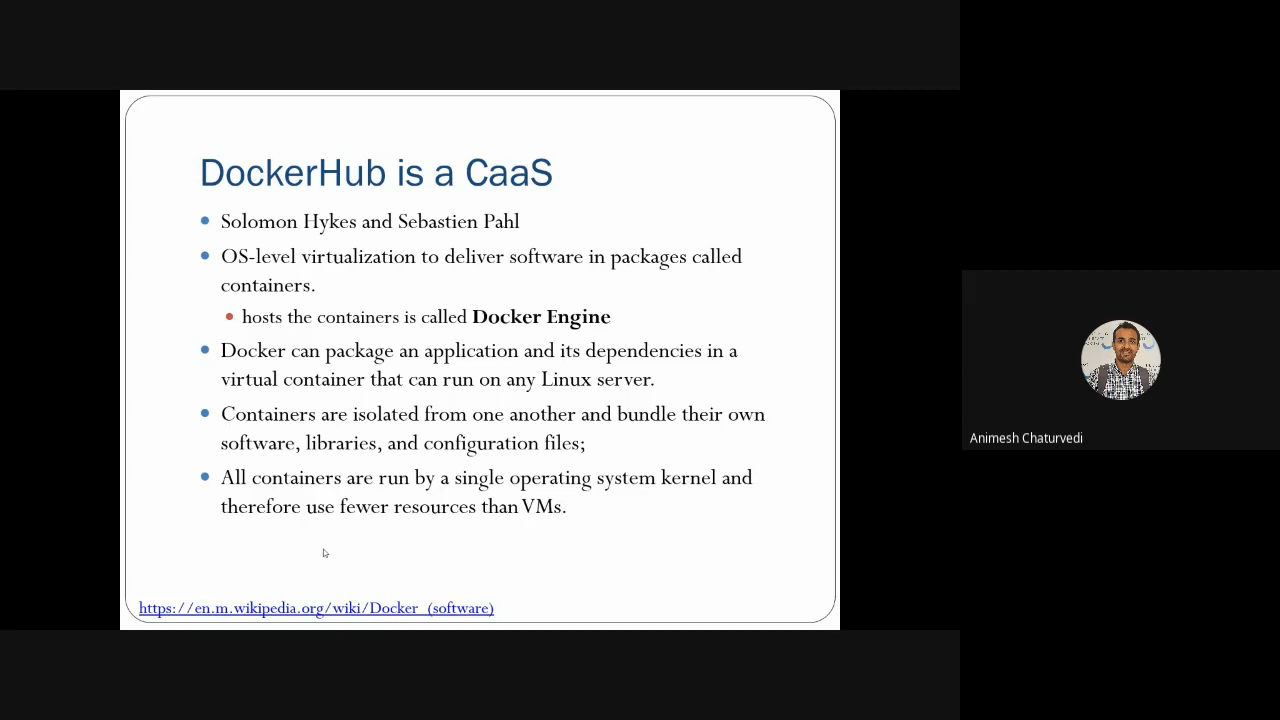 DockerHub is a CaaS
Solomon Hykes and Sebastien Pahl
OS-level virtualization to deliver software in packages called
containers.
hosts the containers is called Docker Engine
Docker can package an application and its dependencies in a
virtual container that can run on any Linux server.
Containers are isolated from one another and bundle their own
software, libraries, and configuration files;
All containers are run by a single operating system kernel and
therefore use fewer resources than VMs.
https://en.m.wikipedia.org/wiki/Docker_(software)
Animesh Chaturvedi